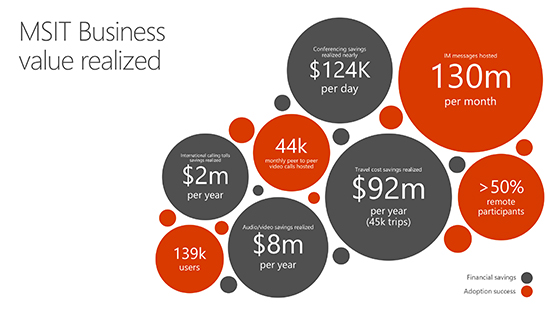 MSIT Business
value realized
Conferencing savings
realized nearly
$124K
per day
IM messages hosted
130m
per month
44k
monthly peer to peer
video calls hosted
International calling tolls
savings realized
$2m
per year
Travel cost savings realized
$92m
per year
(45k trips)
>50%
remote
participants
Audio/video savings realized
$8m
per year
139k
users
Financial savings
Adoption success